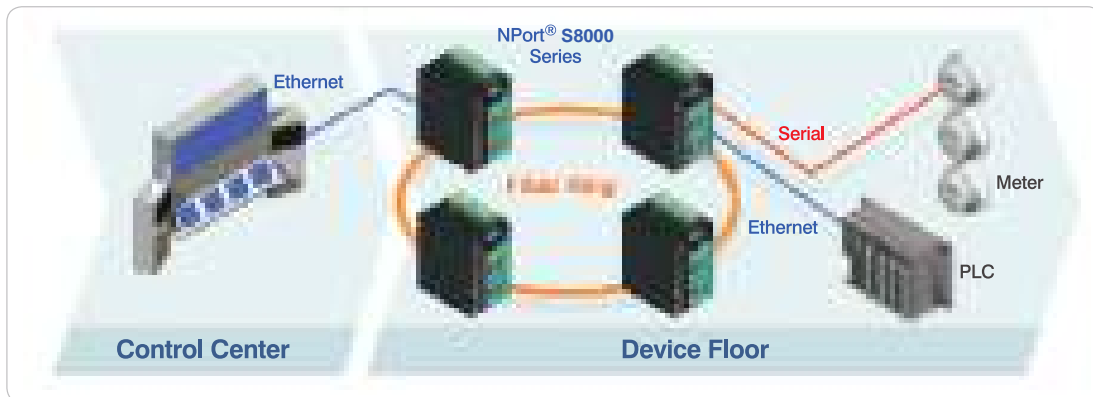 NPort® S8000
Series
Ethernet
Serial
Meter
Ethernet
PLC
Control Center
Device Floor